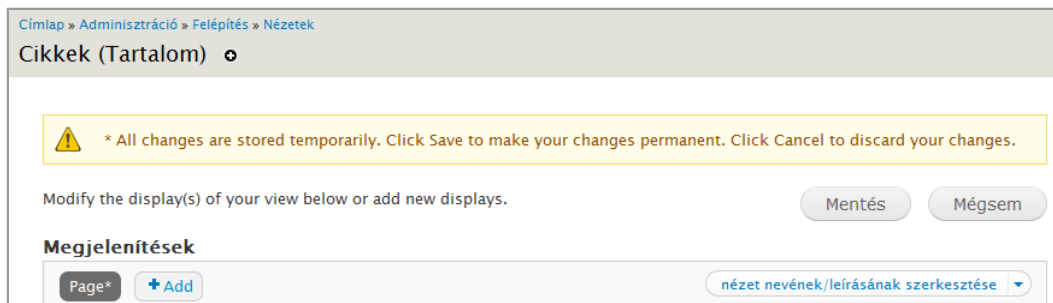 Címlap » Adminisztráció » Felépítés » Nézetek
Cikkek (Tartalom)
* All changes are stored temporarily. Click Save to make your changes permanent. Click Cancel to discard your changes.
Modify the display(s) of your view below or add new displays.
Mentés Mégsem
Megjelenítések
Page* +Add nézet nevének/leírásának szerkesztése